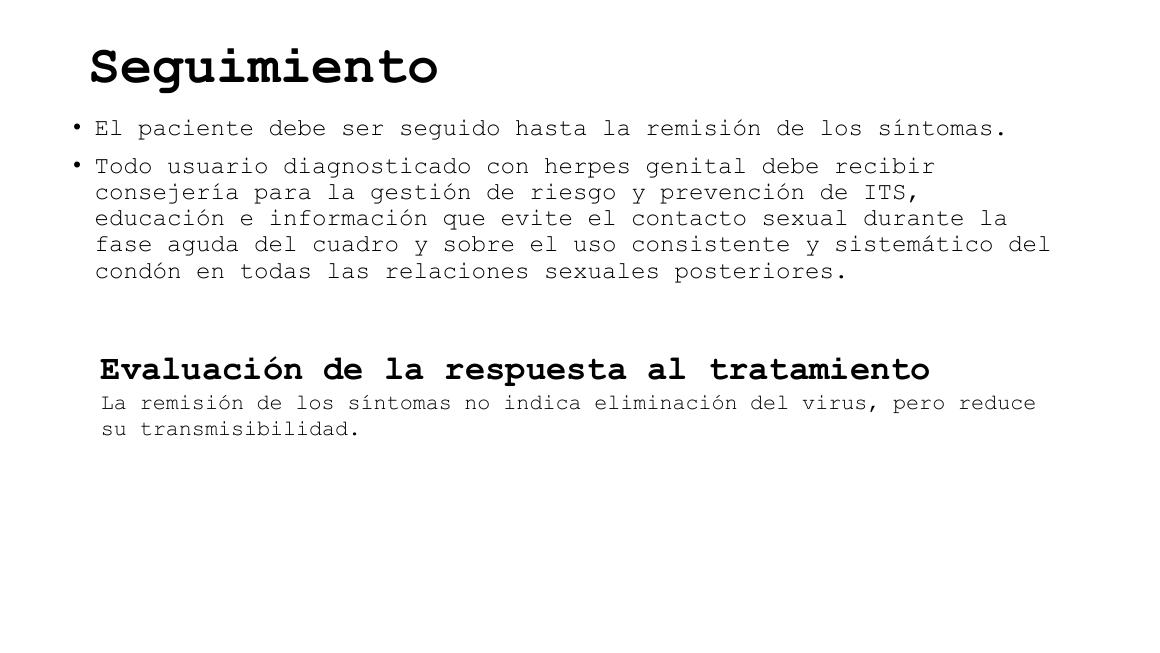 Seguimiento
• El paciente debe ser seguido hasta la remisión de los síntomas.
• Todo usuario diagnosticado con herpes genital debe recibir
consejería para la gestión de riesgo y prevención de ITS,
educación e información que evite el contacto sexual durante la
fase aguda del cuadro y sobre el uso consistente y sistemático del
condón en todas las relaciones sexuales posteriores.
Evaluación de la respuesta al tratamiento
La remisión de los síntomas no indica eliminación del virus, pero reduce
su transmisibilidad.